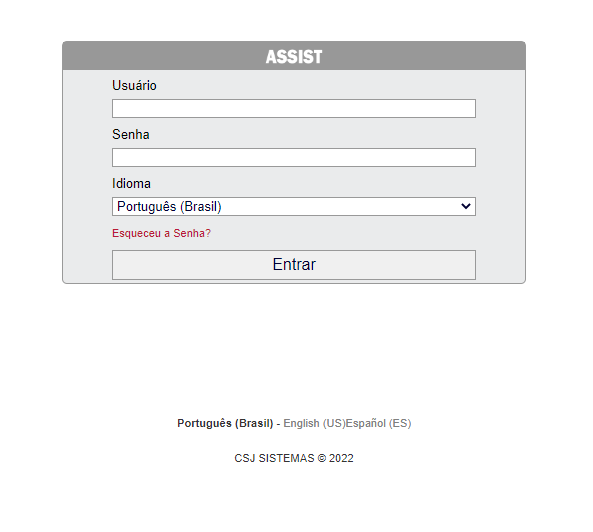 ASSIST
Usuário
Senha
Idioma
Português (Brasil)
Esqueceu a Senha?
Entrar
Português (Brasil) - English (US)Español (ES)
CSJ SISTEMAS © 2022